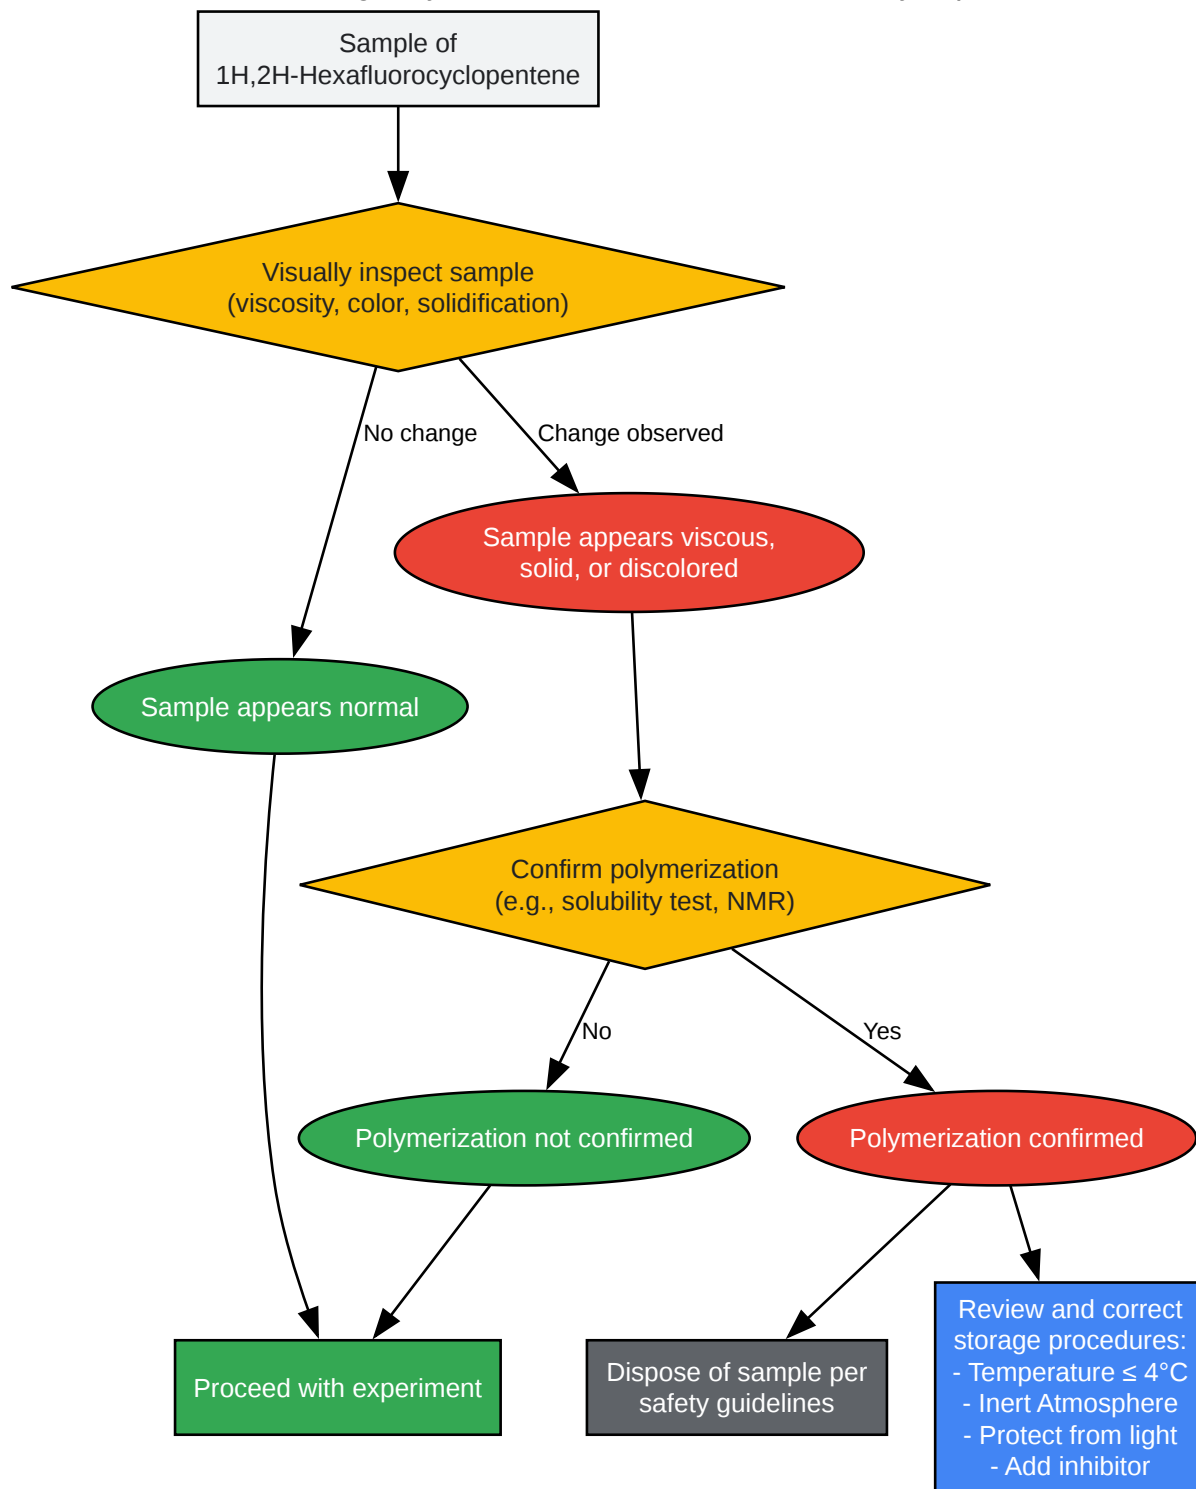 Sample of
1H,2H-Hexafluorocyclopentene
Visually inspect sample
(viscosity, color, solidification)
No change
Change observed
Sample appears viscous,
solid, or discolored
Sample appears normal
Confirm polymerization
(e.g., solubility test, NMR)
No
Yes
Polymerization not confirmed
Polymerization confirmed
Proceed with experiment
Dispose of sample per
safety guidelines
Review and correct
storage procedures:
- Temperature ≤ 4°C
- Inert Atmosphere
- Protect from light
- Add inhibitor